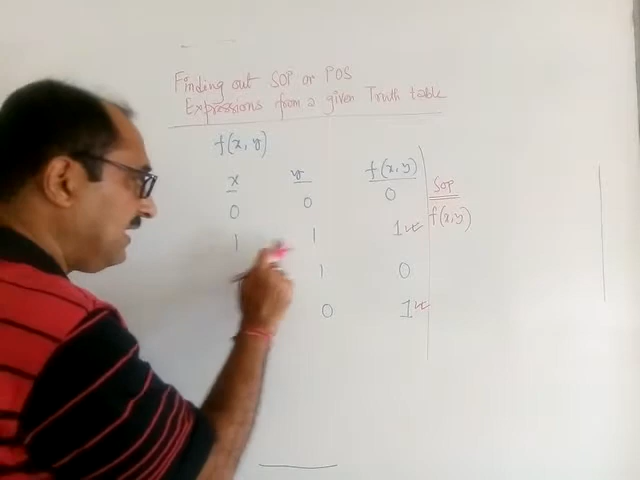 Finding out SOP or POS
Expressions from a given Truth table
f(x, y)
x y f(x, y)
0 0 0
1 1 1
1 0
0 1
SOP
f(x,y)